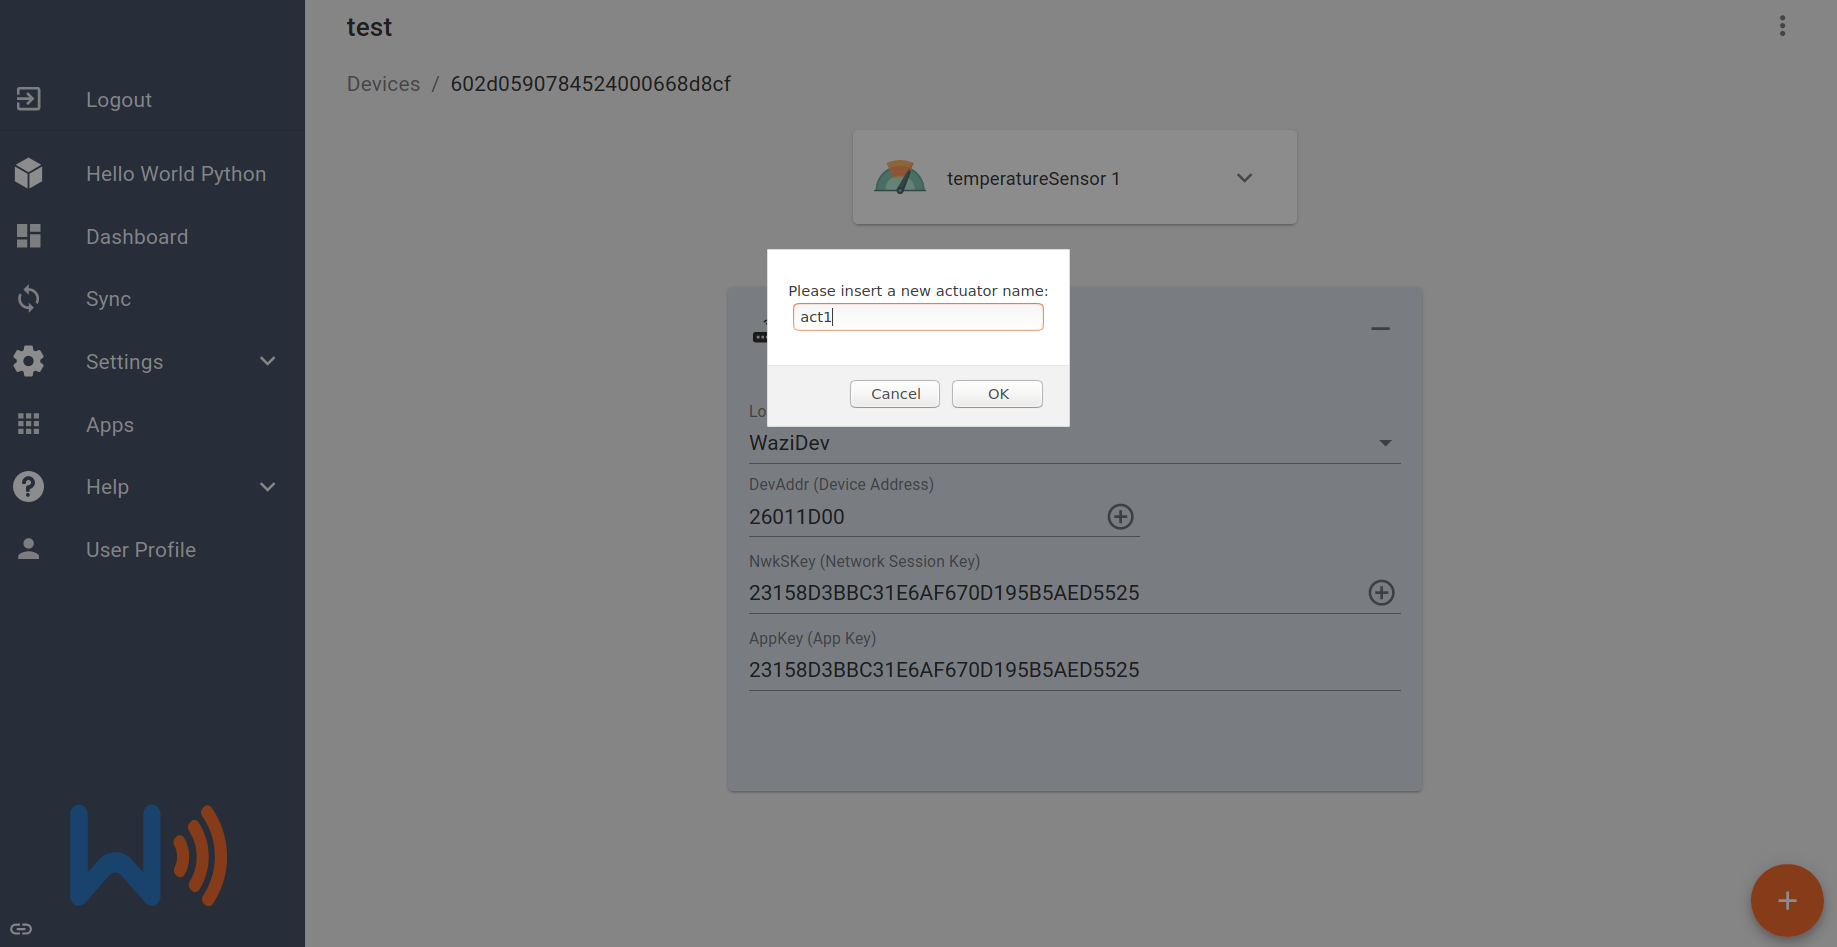 test
Devices / 602d0590784524000668d8cf
Logout
Hello World Python
Dashboard
Sync
Settings
Apps
Help
User Profile
temperatureSensor 1
Please insert a new actuator name:
act1
Cancel OK
Lo
WaziDev
DevAddr (Device Address)
26011D00
NwkSKey (Network Session Key)
23158D3BBC31E6AF670D195B5AED5525
AppKey (App Key)
23158D3BBC31E6AF670D195B5AED5525